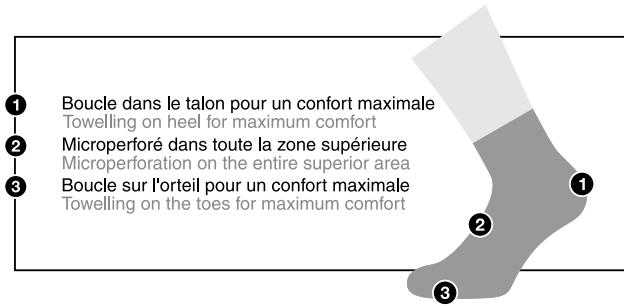 1 Boucle dans le talon pour un confort maximale
Towelling on heel for maximum comfort
2 Microperforé dans toute la zone supérieure
Microperforation on the entire superior area
3 Boucle sur l'orteil pour un confort maximale
Towelling on the toes for maximum comfort
1
2
3